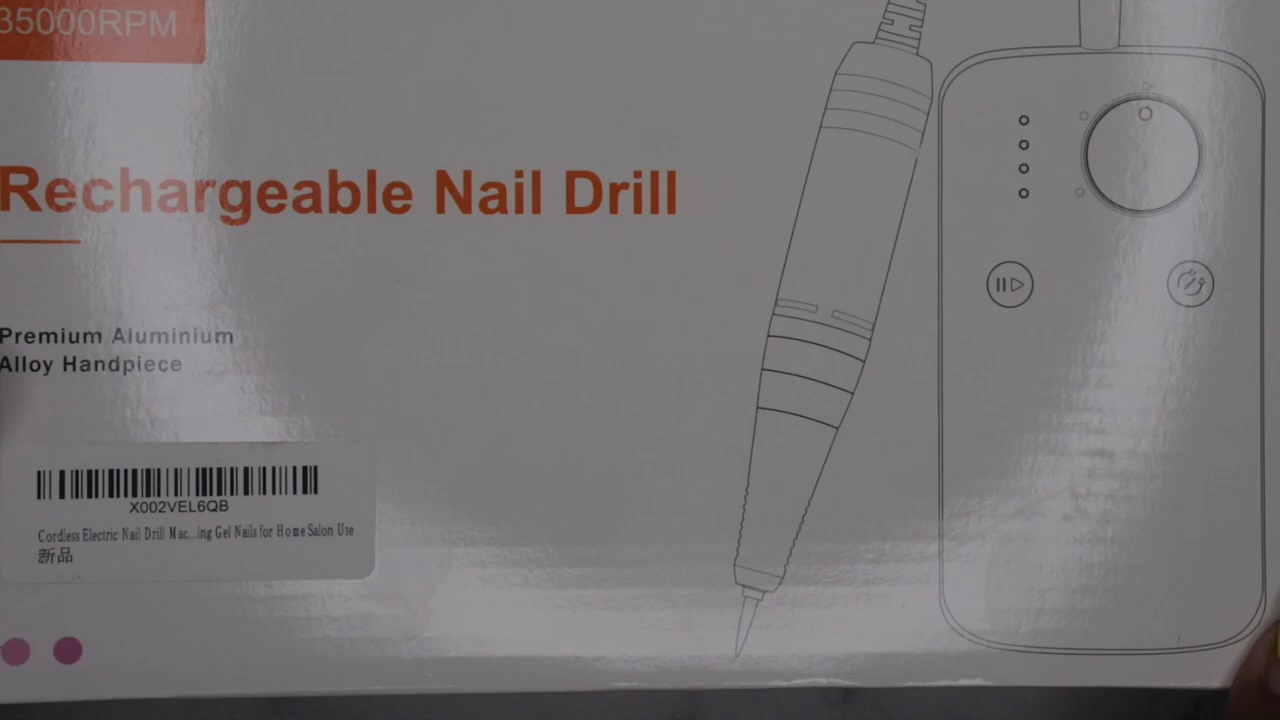 35000RPM
Rechargeable Nail Drill
Premium Aluminium
Alloy Handpiece
X002VEL6QB
Cordless Electric Nail Drill Mac...ing Gel Nails for Home Salon Use
新品